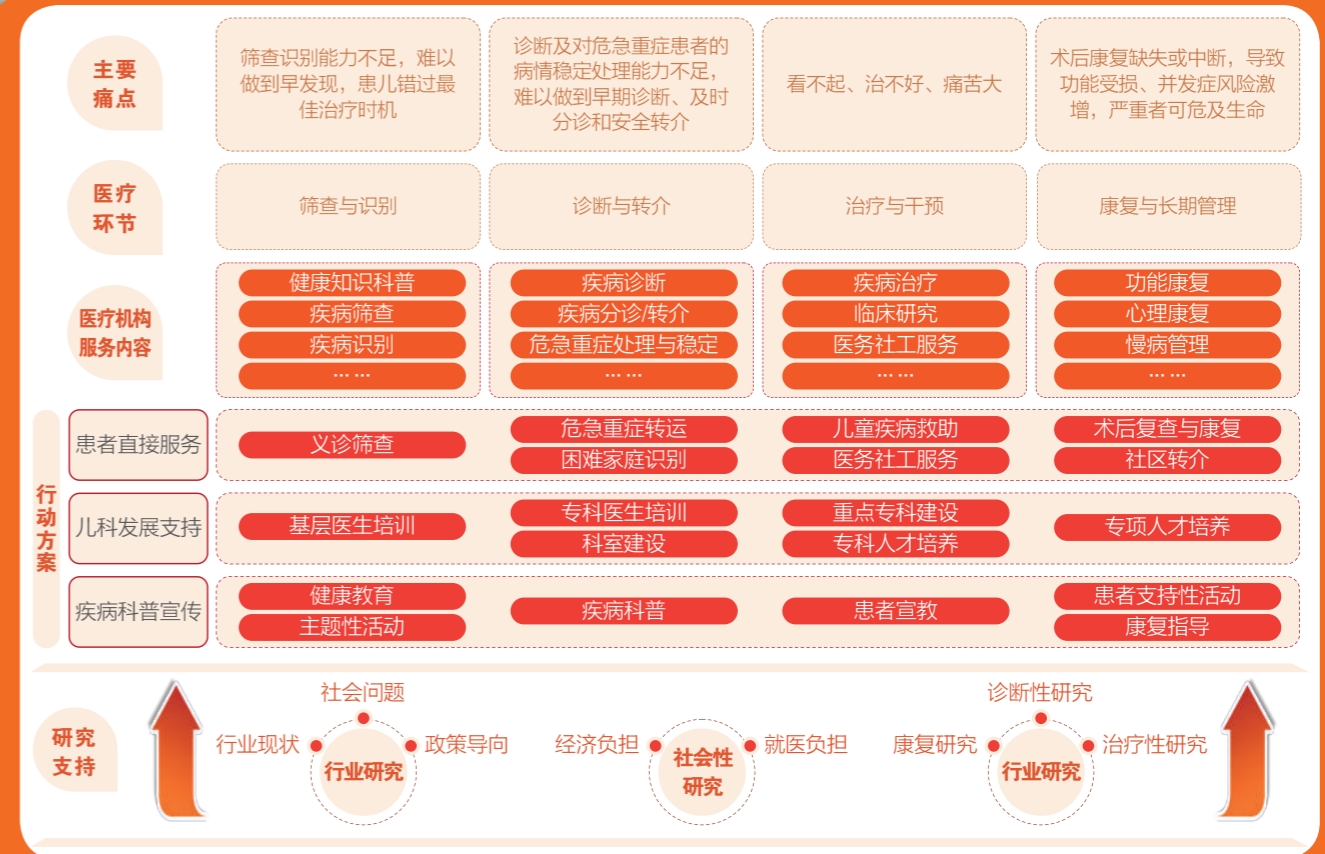 主要
痛点
筛查识别能力不足，难以
做到早发现，患儿错过最
佳治疗时机
诊断及对危急重症患者的
病情稳定处理能力不足，
难以做到早期诊断、及时
分诊和安全转介
看不起、治不好、痛苦大
术后康复缺失或中断，导致
功能受损、并发症风险激
增，严重者可危及生命
医疗
环节
筛查与识别
诊断与转介
治疗与干预
康复与长期管理
医疗机构
服务内容
健康知识科普
疾病筛查
疾病识别
... ...
疾病诊断
疾病分诊/转介
危急重症处理与稳定
... ...
疾病治疗
临床研究
医务社工服务
... ...
功能康复
心理康复
慢病管理
... ...
行动方案
患者直接服务
义诊筛查
危急重症转运
困难家庭识别
儿童疾病救助
医务社工服务
术后复查与康复
社区转介
儿科发展支持
基层医生培训
专科医生培训
科室建设
重点专科建设
专科人才培养
专项人才培养
疾病科普宣传
健康教育
主题性活动
疾病科普
患者宣教
患者支持性活动
康复指导
研究
支持
社会问题
行业现状
政策导向
行业研究
经济负担
就医负担
社会性
研究
诊断性研究
康复研究
治疗性研究
行业研究